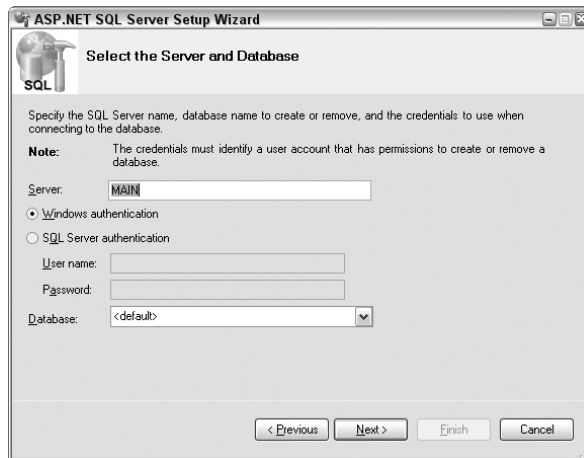 ASP.NET SQL Server Setup Wizard
SQL
Select the Server and Database
Specify the SQL Server name, database name to create or remove, and the credentials to use when
connecting to the database.
Note: The credentials must identify a user account that has permissions to create or remove a
database.
Server: MAIN
Windows authentication
SQL Server authentication
User name:
Password:
Database: <default>
< Previous Next > Finish Cancel